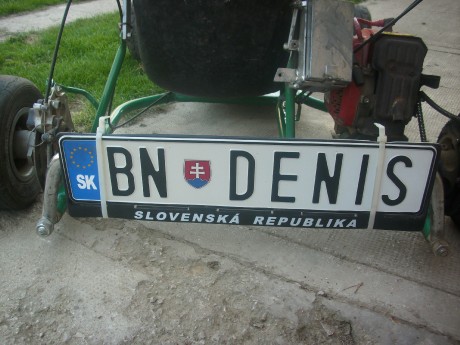 SK BN DENIS
SLOVENSKÁ REPUBLIKA